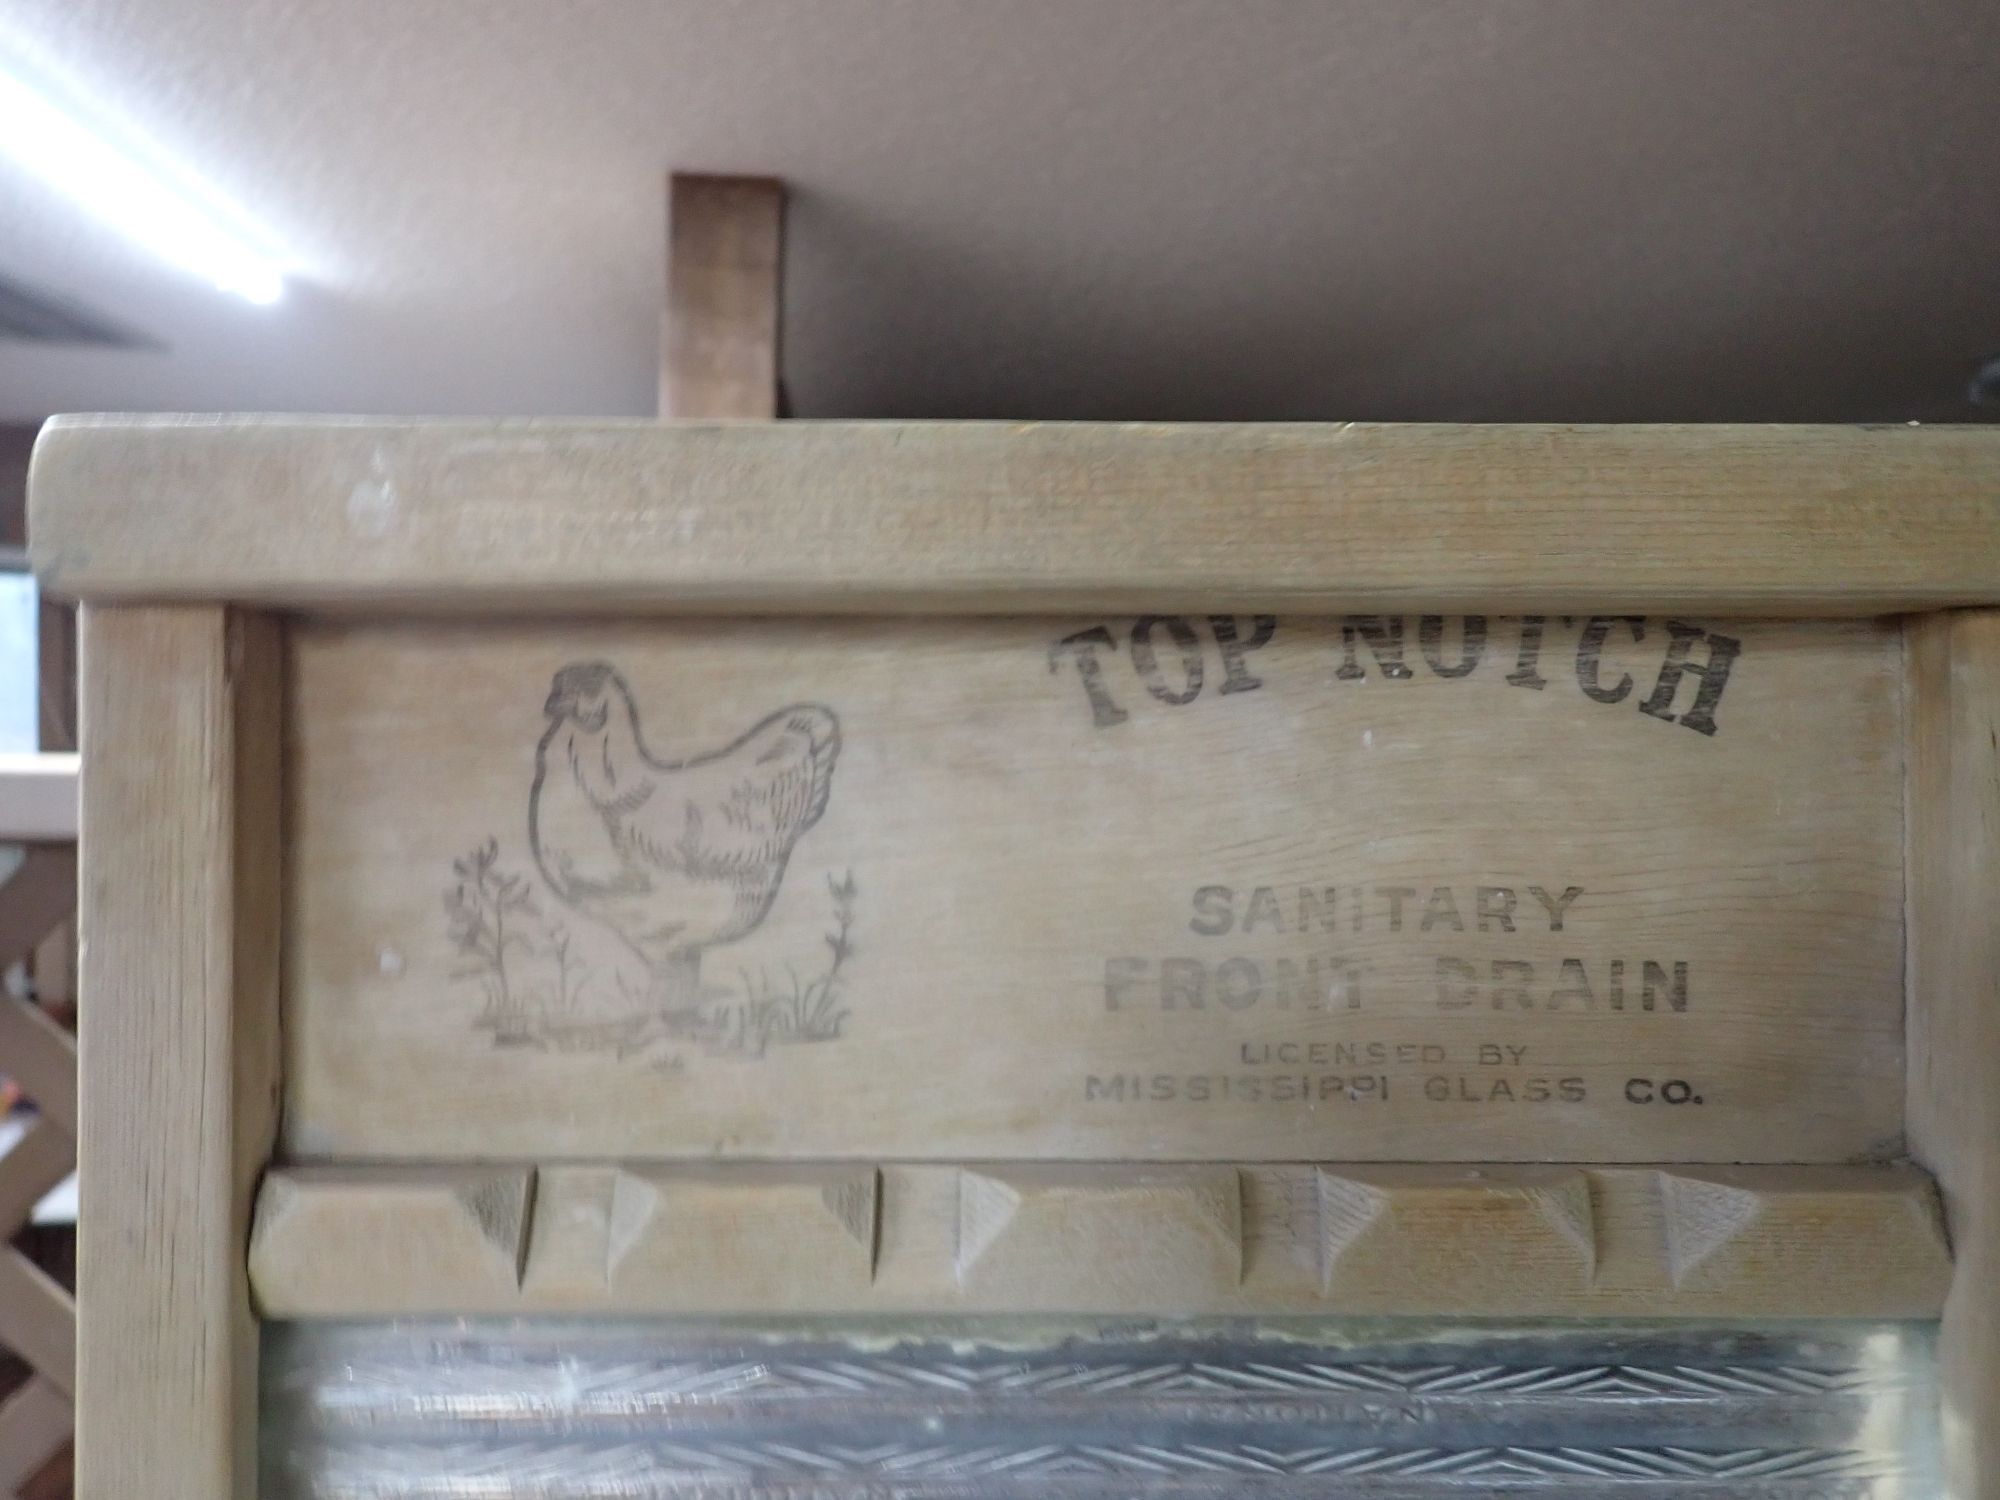 TOP NOTCH
SANITARY
FRONT DRAIN
LICENSED BY
MISSISSIPPI GLASS CO.